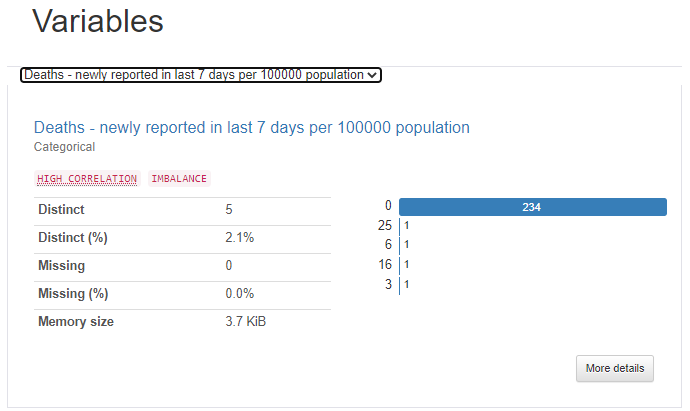 Variables
Deaths - newly reported in last 7 days per 100000 population
Deaths - newly reported in last 7 days per 100000 population
Categorical
HIGH CORRELATION IMBALANCE
Distinct 5
Distinct (%) 2.1%
Missing 0
Missing (%) 0.0%
Memory size 3.7 KiB
0 234
25 1
6 1
16 1
3 1
More details